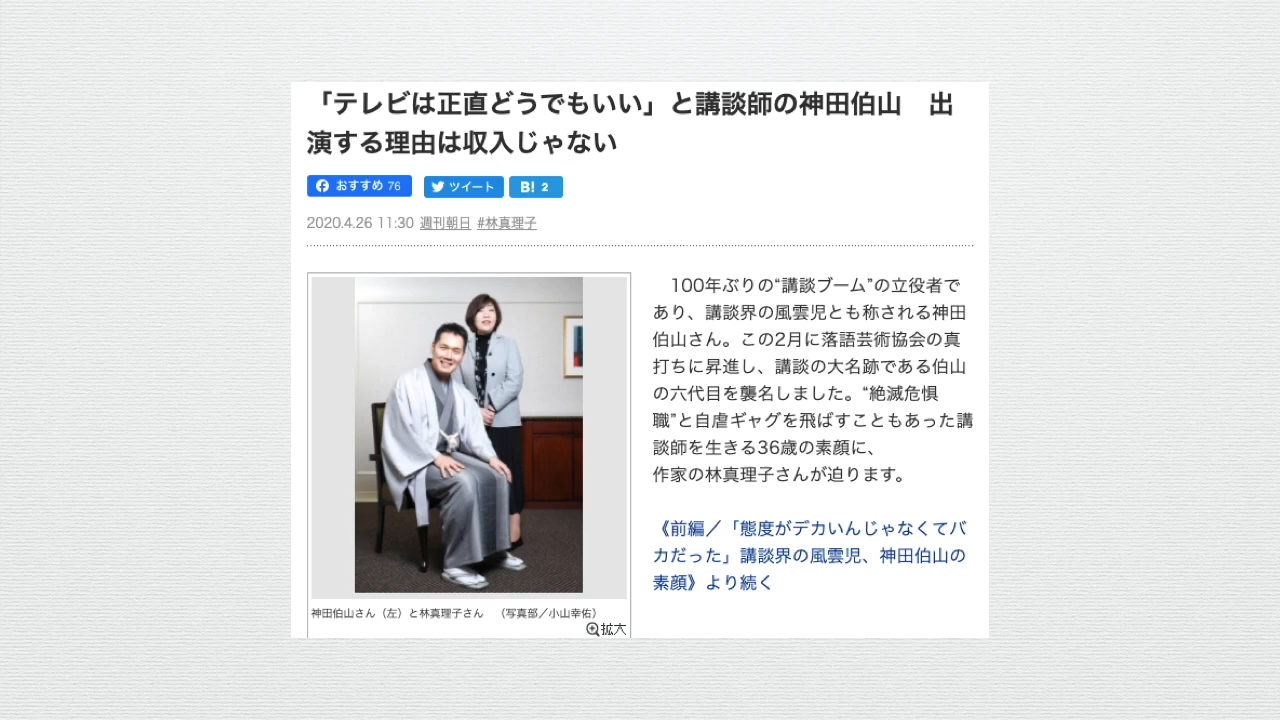 「テレビは正直どうでもいい」と講談師の神田伯山　出
演する理由は収入じゃない
おすすめ 76
ツイート
B! 2
2020.4.26 11:30 週刊朝日 #林真理子
100年ぶりの“講談ブーム”の立役者で
あり、講談界の風雲児とも称される神田
伯山さん。この2月に落語芸術協会の真
打ちに昇進し、講談の大名跡である伯山
の六代目を襲名しました。“絶滅危惧
職”と自虐ギャグを飛ばすこともあった講
談師を生きる36歳の素顔に、
作家の林真理子さんが迫ります。
《前編／「態度がデカいんじゃなくてバ
カだった」講談界の風雲児、神田伯山の
素顔》より続く
神田伯山さん（左）と林真理子さん　（写真部／小山幸佑）
拡大